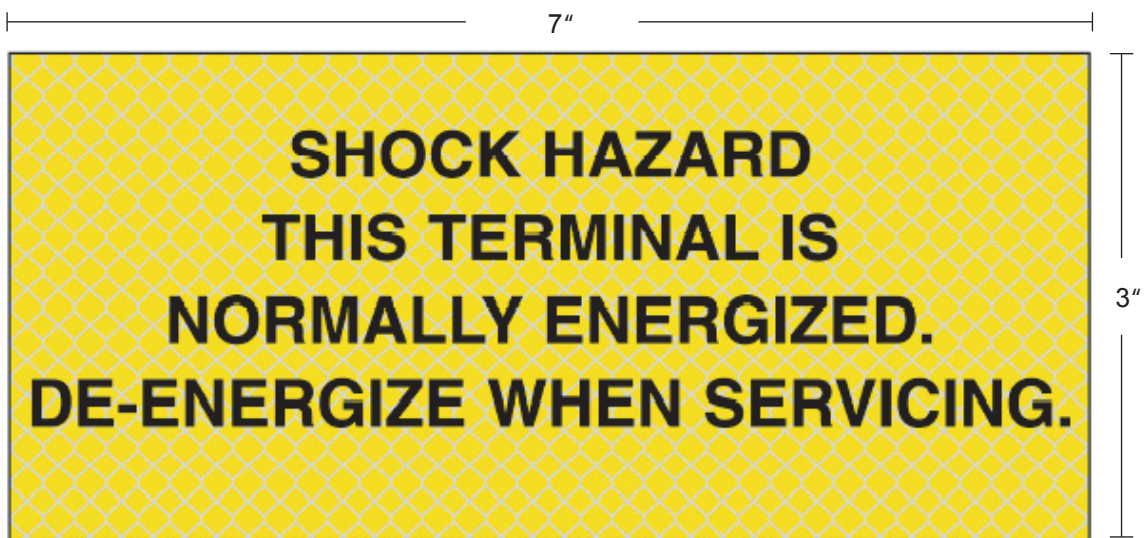 7“
SHOCK HAZARD
THIS TERMINAL IS
NORMALLY ENERGIZED.
DE-ENERGIZE WHEN SERVICING.
3“